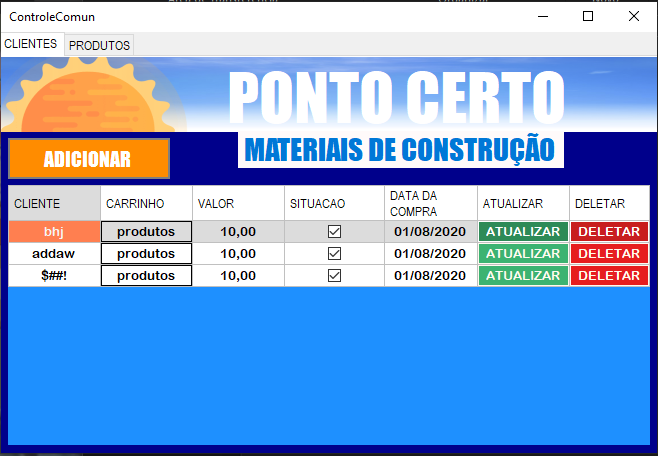 ControleComun
CLIENTES PRODUTOS
PONTO CERTO
MATERIAIS DE CONSTRUÇÃO
ADICIONAR
CLIENTE CARRINHO VALOR SITUACAO DATA DA COMPRA ATUALIZAR DELETAR
bhj produtos 10,00 01/08/2020 ATUALIZAR DELETAR
addaw produtos 10,00 01/08/2020 ATUALIZAR DELETAR
$##! produtos 10,00 01/08/2020 ATUALIZAR DELETAR